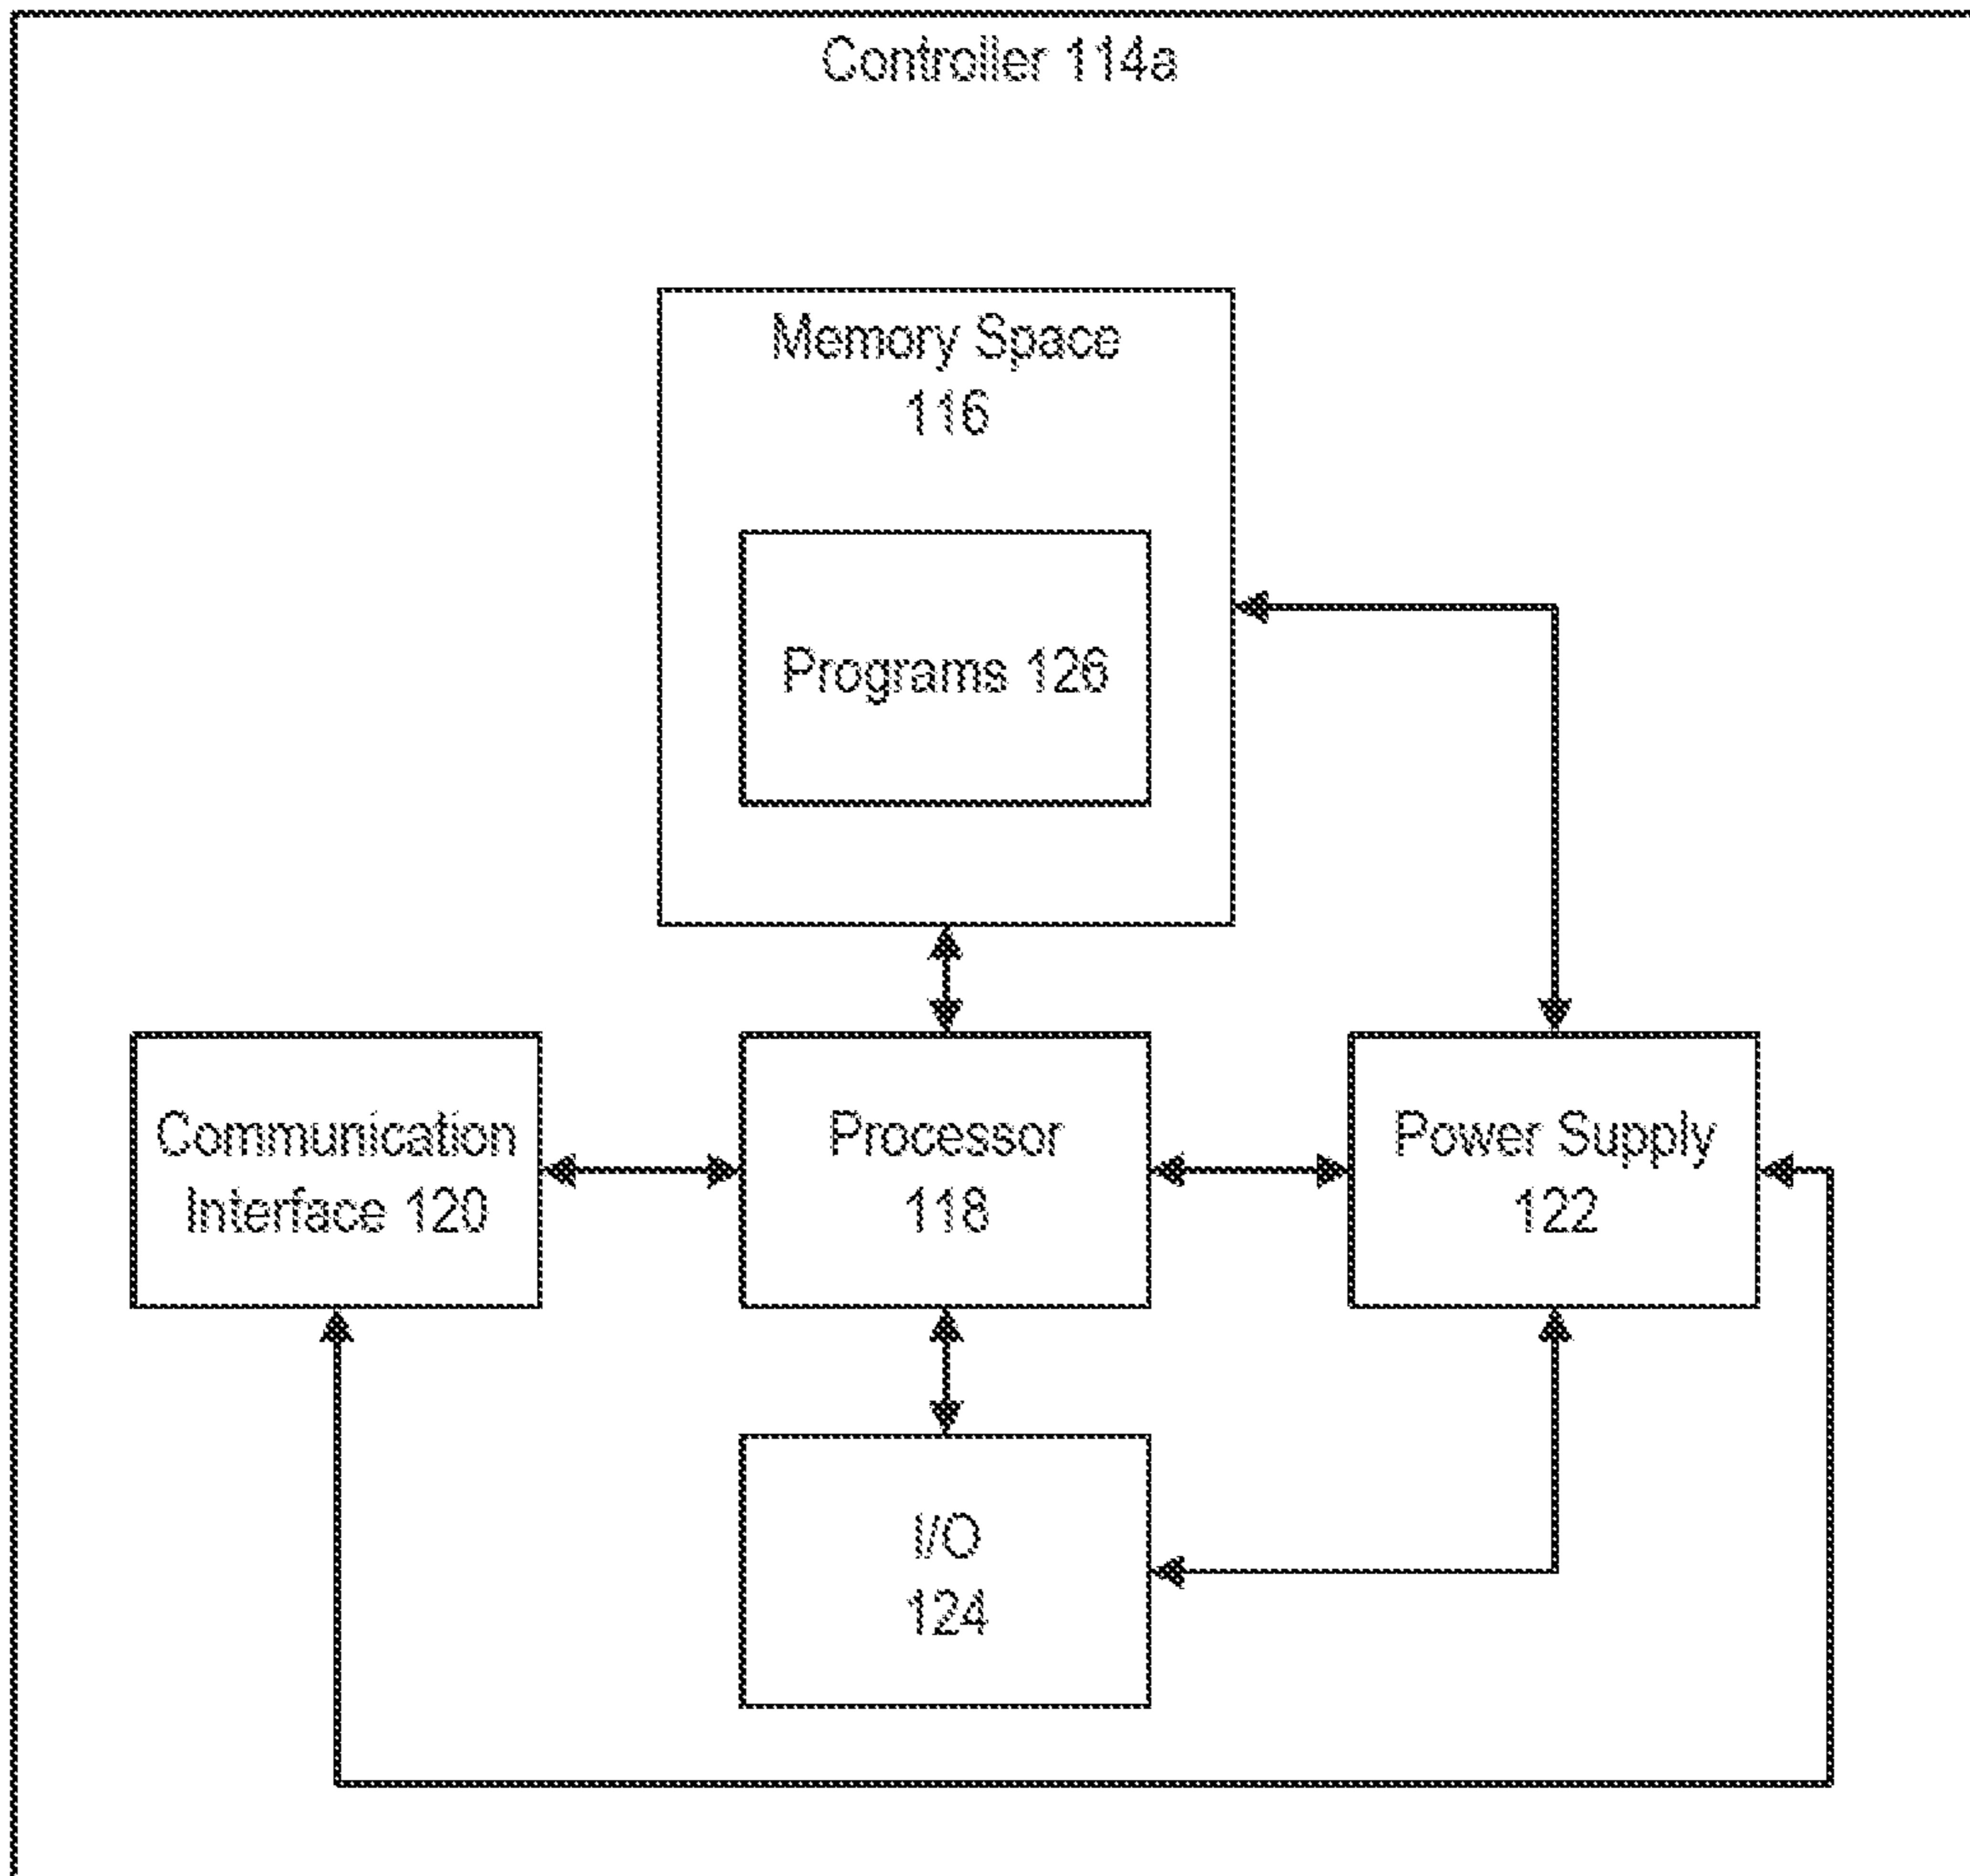 Controller 114a
Memory Space
116
Programs 126
Communication
Interface 120
Processor
118
Power Supply
122
I/O
124